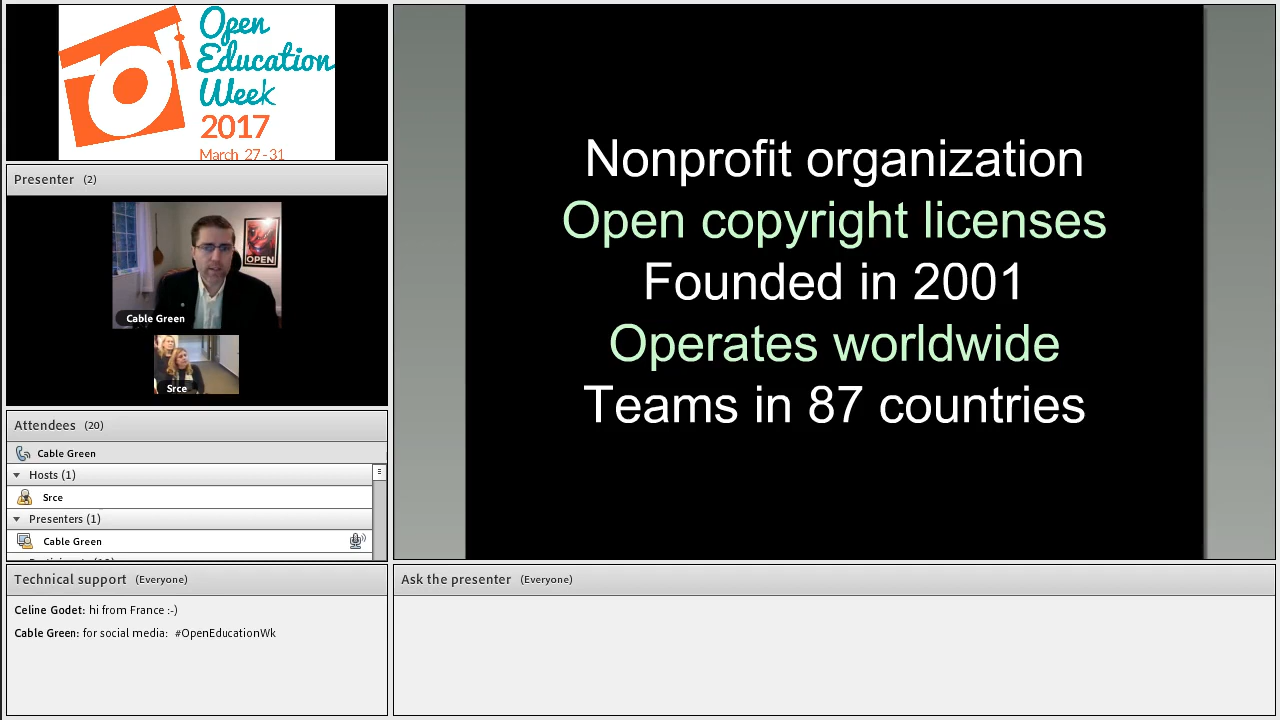 Open
Education
Week
2017
March 27-31
Presenter (2)
OPEN
Cable Green
Srce
Attendees (20)
Cable Green
Hosts (1)
Srce
Presenters (1)
Cable Green
Technical support (Everyone)
Celine Godet: hi from France :-)
Cable Green: for social media: #OpenEducationWk
Nonprofit organization
Open copyright licenses
Founded in 2001
Operates worldwide
Teams in 87 countries
Ask the presenter (Everyone)